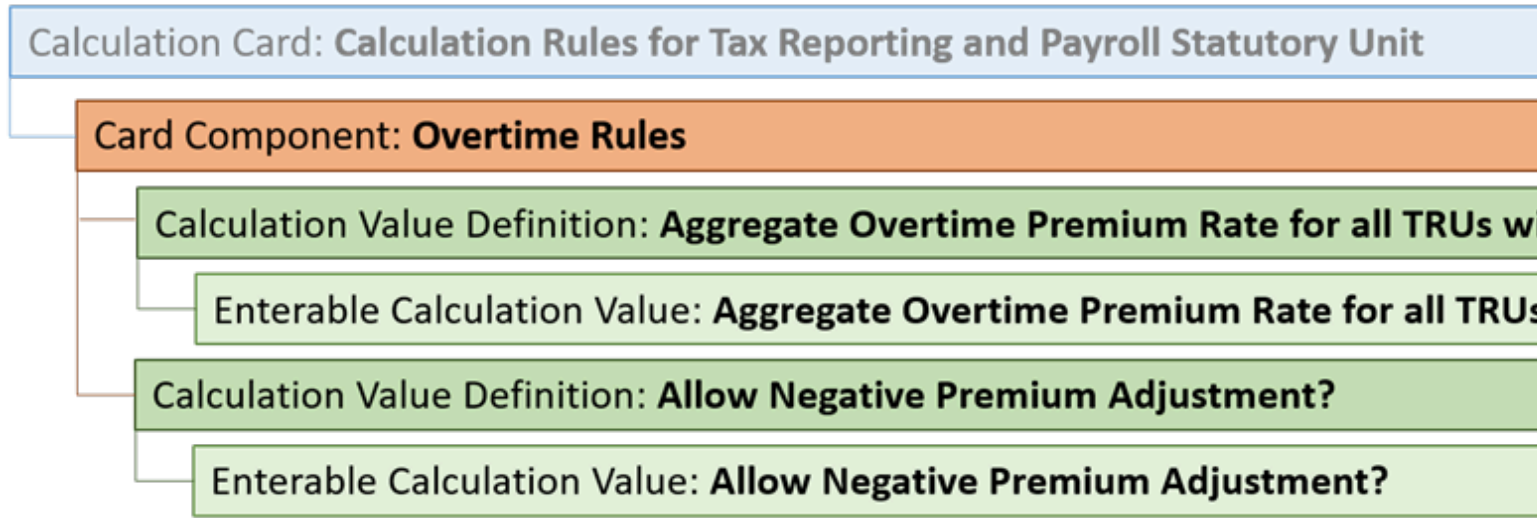 Calculation Card: Calculation Rules for Tax Reporting and Payroll Statutory Unit
Card Component: Overtime Rules
Calculation Value Definition: Aggregate Overtime Premium Rate for all TRUs
Enterable Calculation Value: Aggregate Overtime Premium Rate for all TRUs
Calculation Value Definition: Allow Negative Premium Adjustment?
Enterable Calculation Value: Allow Negative Premium Adjustment?